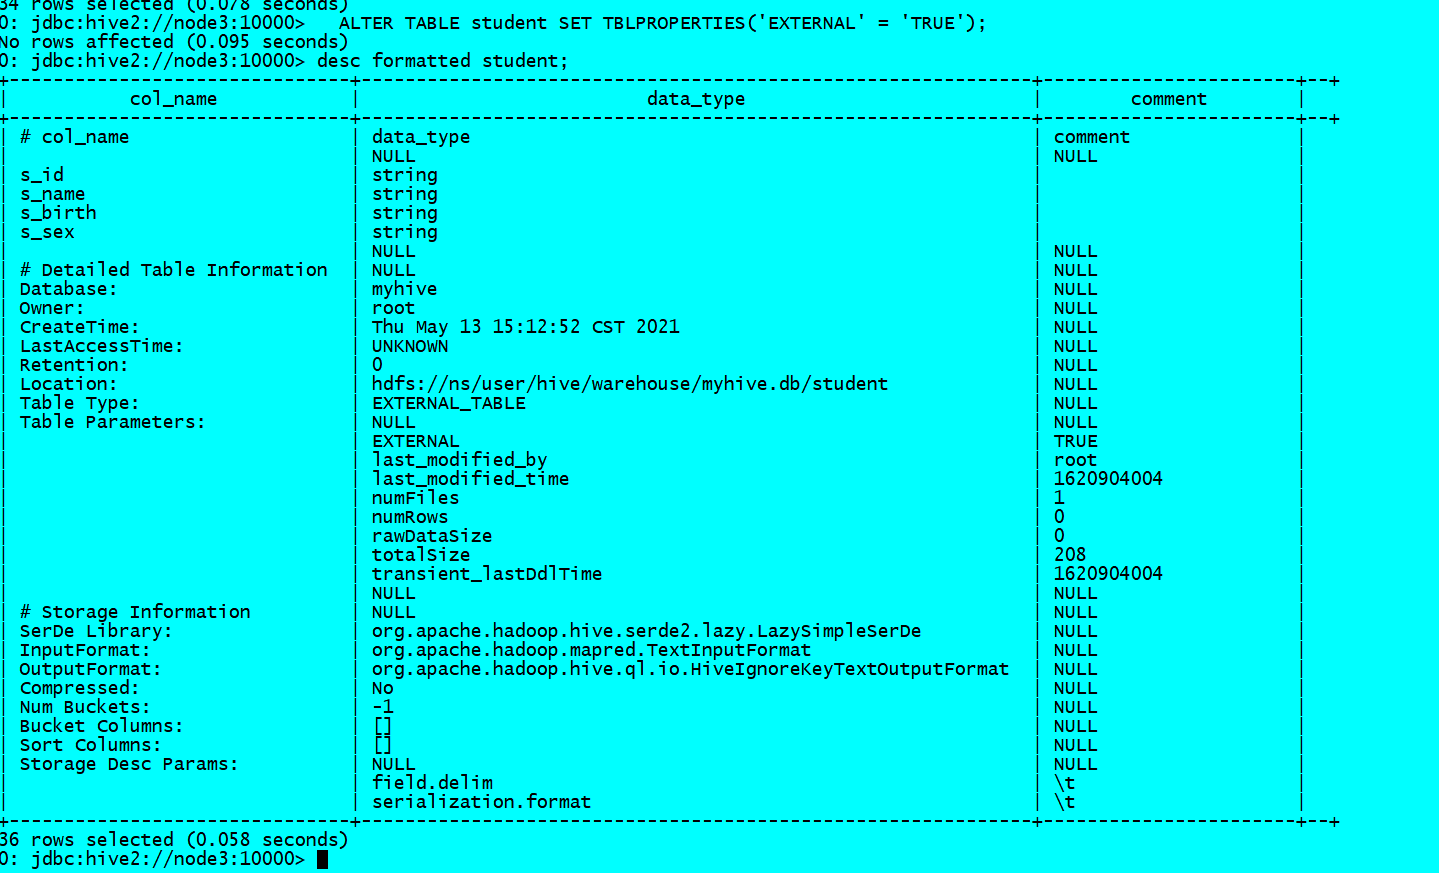 34 rows selected (0.078 seconds)
0: jdbc:hive2://node3:10000>   ALTER TABLE student SET TBLPROPERTIES('EXTERNAL' = 'TRUE');
No rows affected (0.095 seconds)
0: jdbc:hive2://node3:10000> desc formatted student;
| col_name | data_type | comment |
| # col_name | data_type | comment |
| | NULL | NULL |
| s_id | string | |
| s_name | string | |
| s_birth | string | |
| s_sex | string | |
| | NULL | NULL |
| # Detailed Table Information | NULL | NULL |
| Database: | myhive | NULL |
| Owner: | root | NULL |
| CreateTime: | Thu May 13 15:12:52 CST 2021 | NULL |
| LastAccessTime: | UNKNOWN | NULL |
| Retention: | 0 | NULL |
| Location: | hdfs://ns/user/hive/warehouse/myhive.db/student | NULL |
| Table Type: | EXTERNAL_TABLE | NULL |
| Table Parameters: | NULL | NULL |
| | EXTERNAL | TRUE |
| | last_modified_by | root |
| | last_modified_time | 1620904004 |
| | numFiles | 1 |
| | numRows | 0 |
| | rawDataSize | 0 |
| | totalSize | 208 |
| | transient_lastDdlTime | 1620904004 |
| | NULL | NULL |
| # Storage Information | NULL | NULL |
| SerDe Library: | org.apache.hadoop.hive.serde2.lazy.LazySimpleSerDe | NULL |
| InputFormat: | org.apache.hadoop.mapred.TextInputFormat | NULL |
| OutputFormat: | org.apache.hadoop.hive.ql.io.HiveIgnoreKeyTextOutputFormat | NULL |
| Compressed: | No | NULL |
| Num Buckets: | -1 | NULL |
| Bucket Columns: | [] | NULL |
| Sort Columns: | [] | NULL |
| Storage Desc Params: | NULL | NULL |
| | field.delim | \t |
| | serialization.format | \t |
36 rows selected (0.058 seconds)
0: jdbc:hive2://node3:10000>